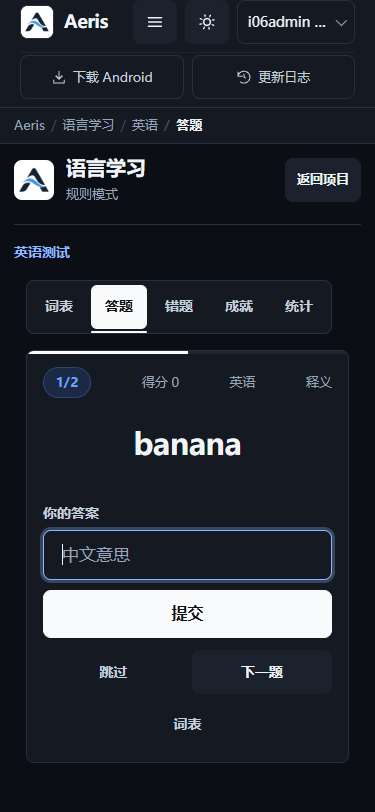 Aeris
i06admin ...
下载 Android
更新日志
Aeris / 语言学习 / 英语 / 答题
语言学习
规则模式
返回项目
英语测试
词表 答题 错题 成就 统计
1/2 得分 0 英语 释义
banana
你的答案
中文意思
提交
跳过 下一题
词表